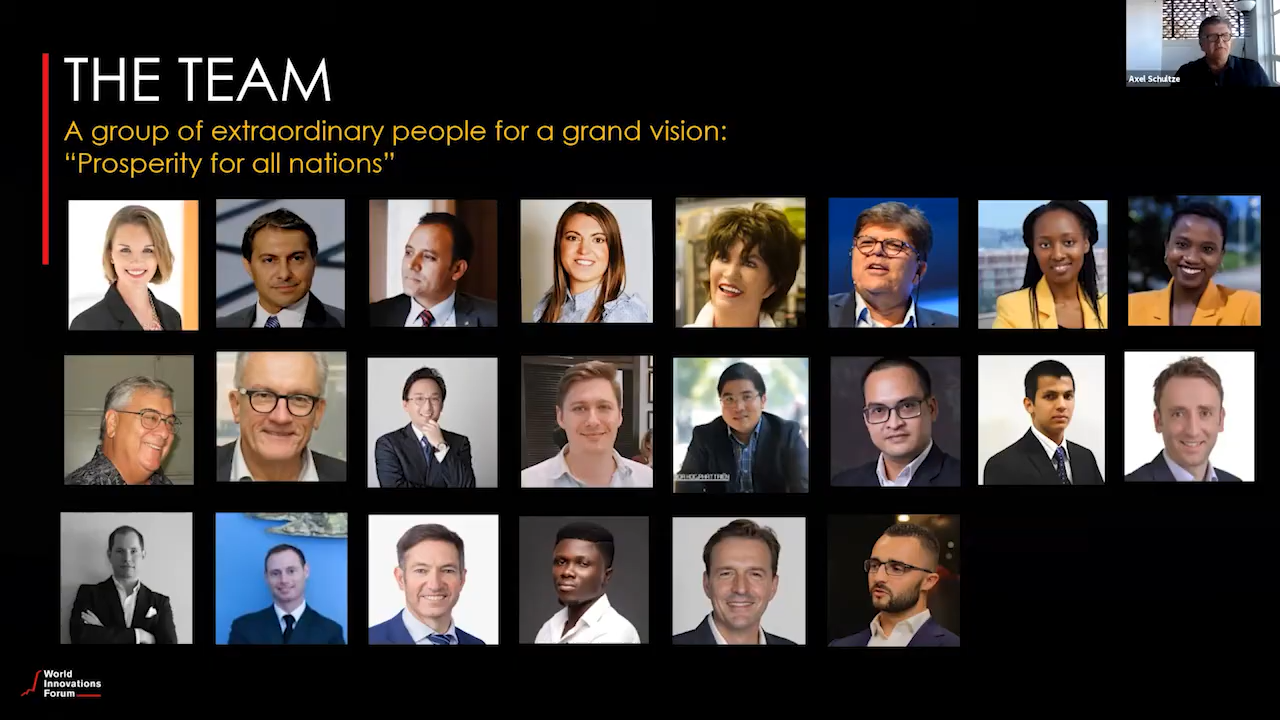 THE TEAM
A group of extraordinary people for a grand vision:
“Prosperity for all nations”
Axel Schultze
World
Innovations
Forum